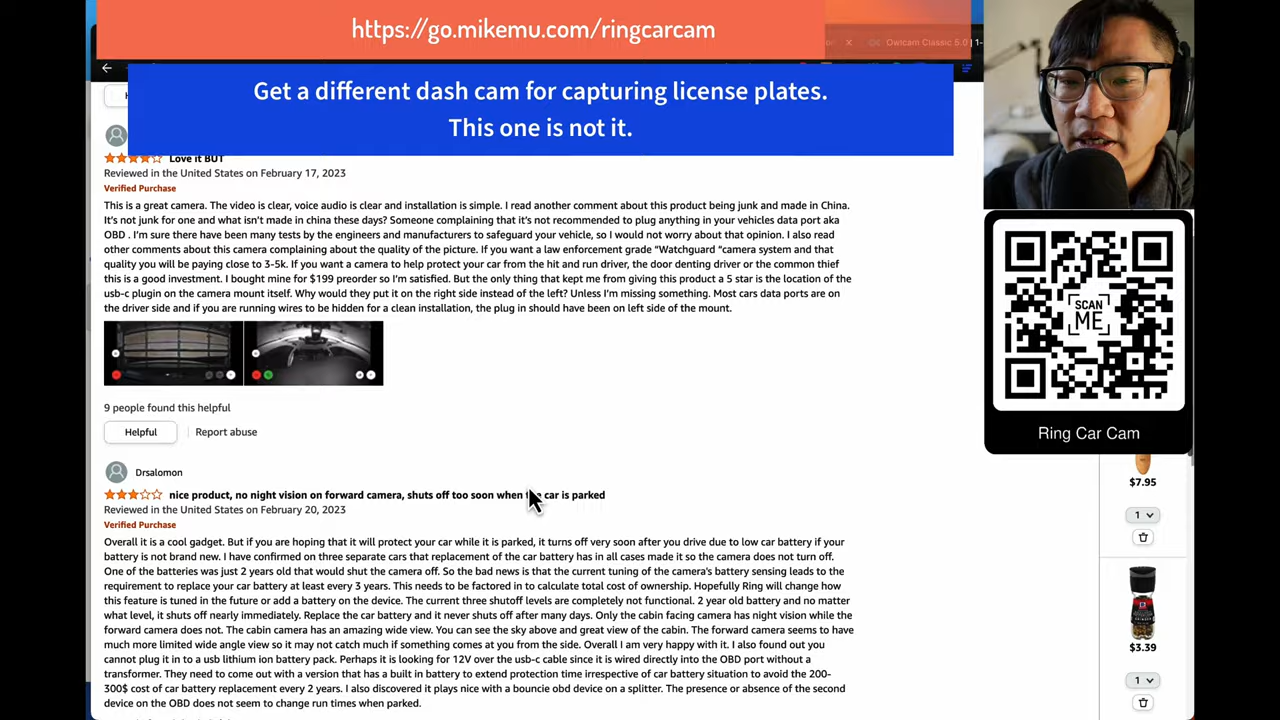 https://go.mikemu.com/ringcarcam
Owlcam Classic 5.0 | 1-
Get a different dash cam for capturing license plates.
This one is not it.
Love it BUT
Reviewed in the United States on February 17, 2023
Verified Purchase
This is a great camera. The video is clear, voice audio is clear and installation is simple. I read another comment about this product being junk and made in China.
It's not junk for one and what isn't made in china these days? Someone complaining that it's not recommended to plug anything in your vehicles data port aka
OBD . I'm sure there have been many tests by the engineers and manufacturers to safeguard your vehicle, so I would not worry about that opinion. I also read
other comments about this camera complaining about the quality of the picture. If you want a law enforcement grade "Watchguard "camera system and that
quality you will be paying close to 3-5k. If you want a camera to help protect your car from the hit and run driver, the door denting driver or the common thief
this is a good investment. I bought mine for $199 preorder so I'm satisfied. But the only thing that kept me from giving this product a 5 star is the location of the
usb-c plugin on the camera mount itself. Why would they put it on the right side instead of the left? Unless I'm missing something. Most cars data ports are on
the driver side and if you are running wires to be hidden for a clean installation, the plug in should have been on left side of the mount.
9 people found this helpful
Helpful
Report abuse
Drsalomon
nice product, no night vision on forward camera, shuts off too soon when car is parked
Reviewed in the United States on February 20, 2023
Verified Purchase
Overall it is a cool gadget. But if you are hoping that it will protect your car while it is parked, it turns off very soon after you drive due to low car battery if your
battery is not brand new. I have confirmed on three separate cars that replacement of the car battery has in all cases made it so the camera does not turn off.
One of the batteries was just 2 years old that would shut the camera off. So the bad news is that the current tuning of the camera's battery sensing leads to the
requirement to replace your car battery at least every 3 years. This needs to be factored in to calculate total cost of ownership. Hopefully Ring will change how
this feature is tuned in the future or add a battery on the device. The current three shutoff levels are completely not functional. 2 year old battery and no matter
what level, it shuts off nearly immediately. Replace the car battery and it never shuts off after many days. Only the cabin facing camera has night vision while the
forward camera does not. The cabin camera has an amazing wide view. You can see the sky above and great view of the cabin. The forward camera seems to have
much more limited wide angle view so it may not catch much if something comes at you from the side. Overall I am very happy with it. I also found out you
cannot plug it in to a usb lithium ion battery pack. Perhaps it is looking for 12V over the usb-c cable since it is wired directly into the OBD port without a
transformer. They need to come out with a version that has a built in battery to extend protection time irrespective of car battery situation to avoid the 200-
300$ cost of car battery replacement every 2 years. I also discovered it plays nice with a bouncie obd device on a splitter. The presence or absence of the second
device on the OBD does not seem to change run times when parked.
SCAN
ME
Ring Car Cam
$7.95
1
$3.39
1